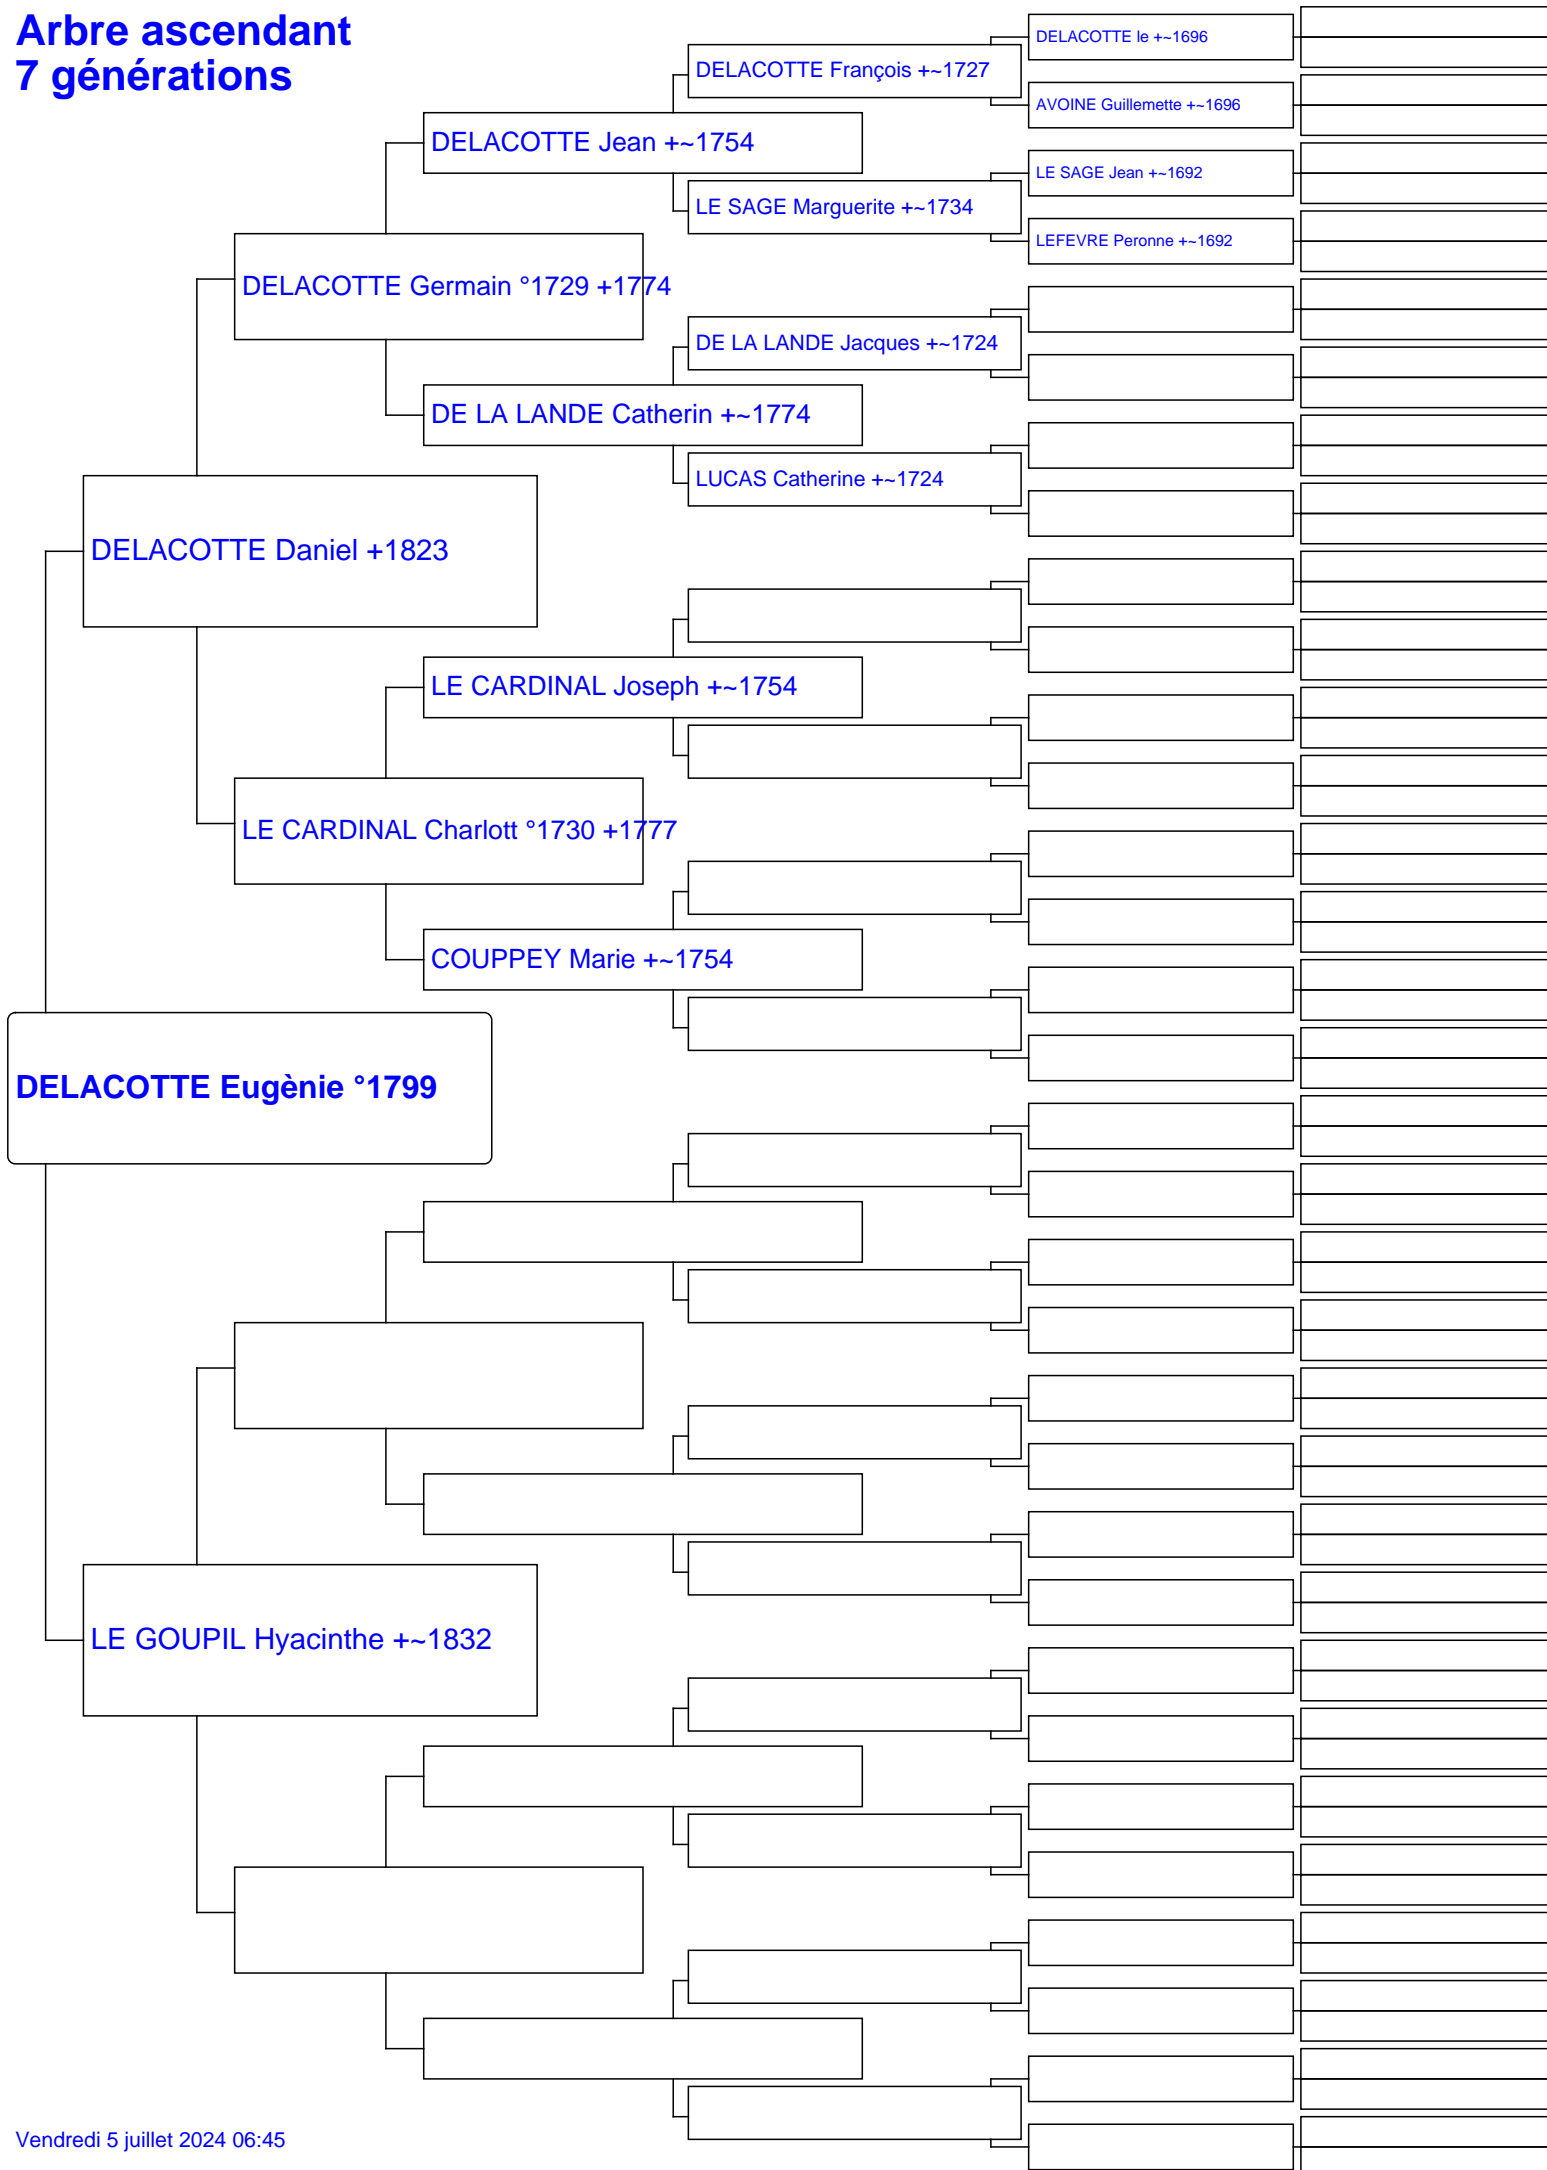 Arbre ascendant
7 générations
DELACOTTE le +~1696
DELACOTTE François +~1727
AVOINE Guillemette +~1696
DELACOTTE Jean +~1754
LE SAGE Jean +~1692
LE SAGE Marguerite +~1734
LEFEVRE Peronne +~1692
DELACOTTE Germain °1729 +1774
DE LA LANDE Jacques +~1724
DE LA LANDE Catherin +~1774
LUCAS Catherine +~1724
DELACOTTE Daniel +1823
LE CARDINAL Joseph +~1754
LE CARDINAL Charlott °1730 +1777
COUPPEY Marie +~1754
DELACOTTE Eugènie °1799
LE GOUPIL Hyacinthe +~1832
Vendredi 5 juillet 2024 06:45